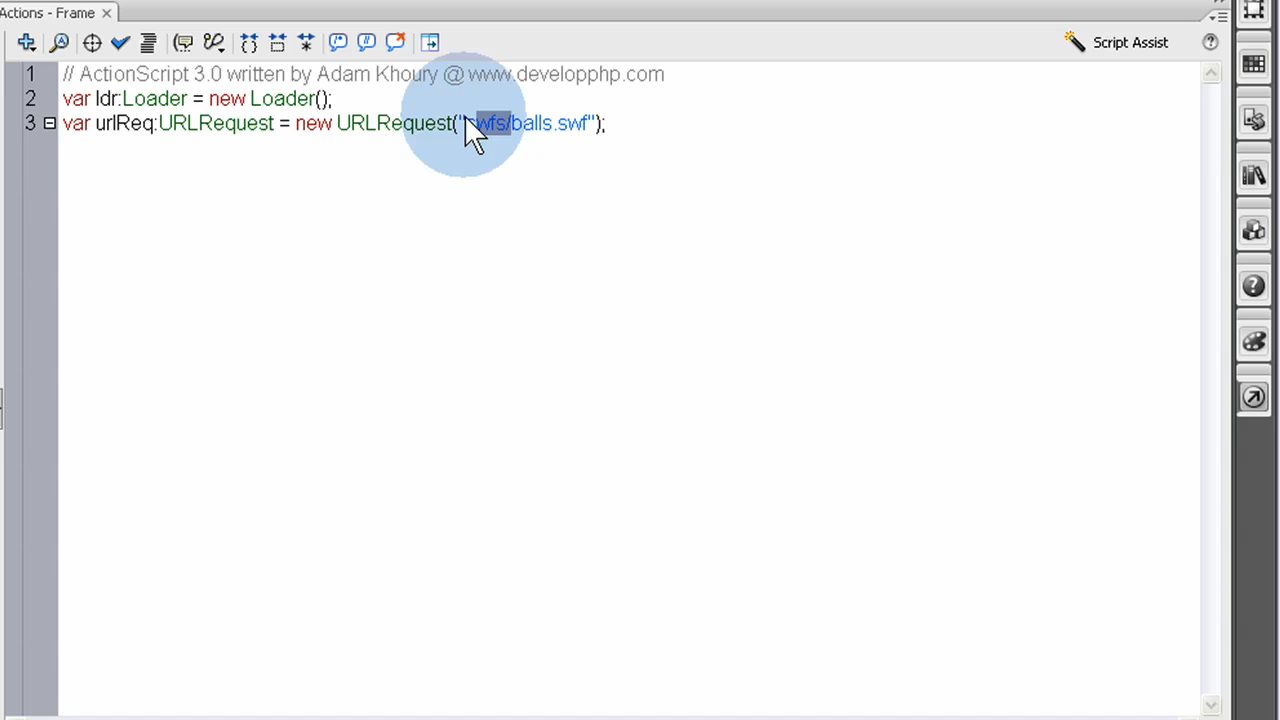 Actions - Frame
Script Assist
1 // ActionScript 3.0 written by Adam Khoury @ www.developphp.com
2 var ldr:Loader = new Loader();
3 var urlReq:URLRequest = new URLRequest("swfs/balls.swf");